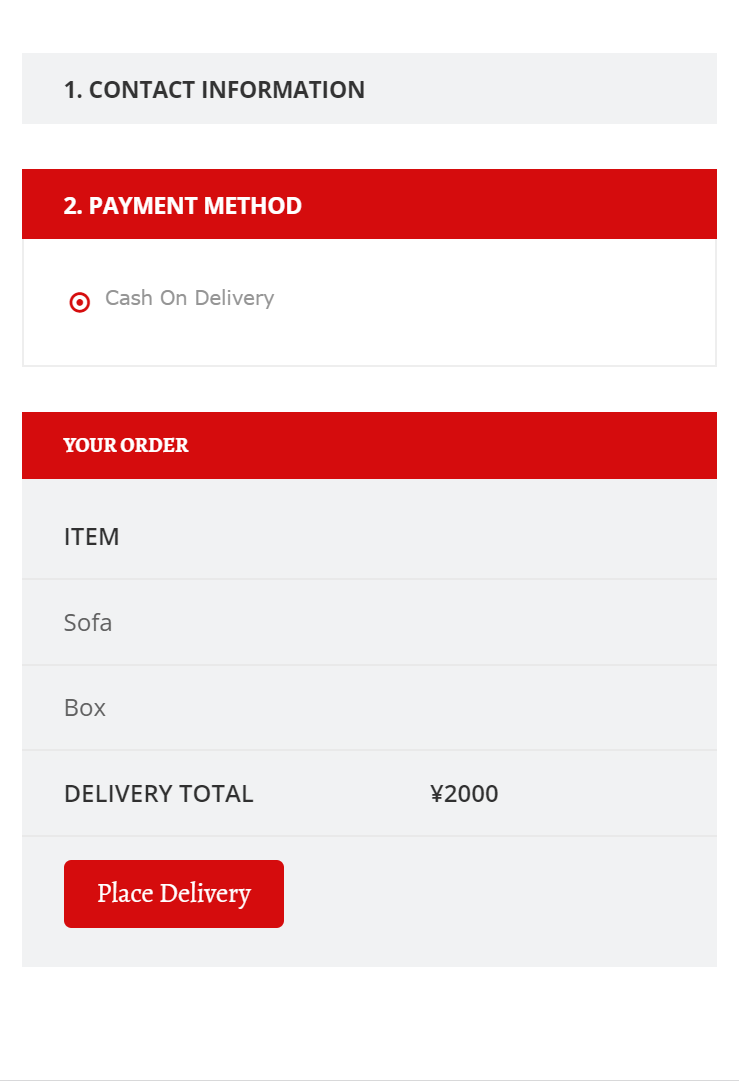 1. CONTACT INFORMATION
2. PAYMENT METHOD
Cash On Delivery
YOUR ORDER
ITEM
Sofa
Box
DELIVERY TOTAL ¥2000
Place Delivery